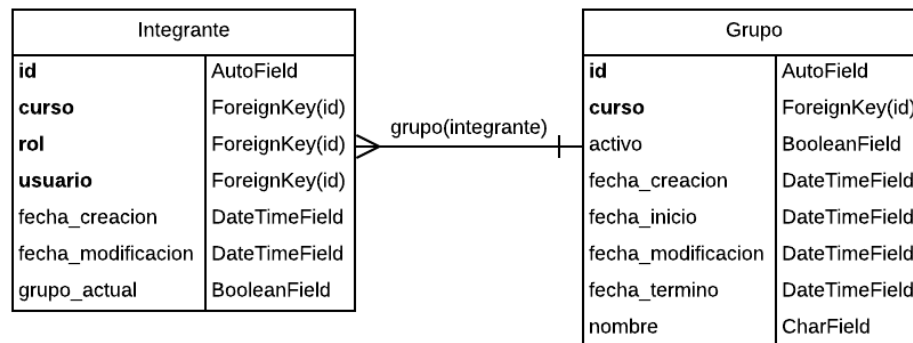 Integrante
id AutoField
curso ForeignKey(id)
rol ForeignKey(id)
usuario ForeignKey(id)
fecha_creacion DateTimeField
fecha_modificacion DateTimeField
grupo_actual BooleanField
grupo(integrante)
Grupo
id AutoField
curso ForeignKey(id)
activo BooleanField
fecha_creacion DateTimeField
fecha_inicio DateTimeField
fecha_modificacion DateTimeField
fecha_termino DateTimeField
nombre CharField